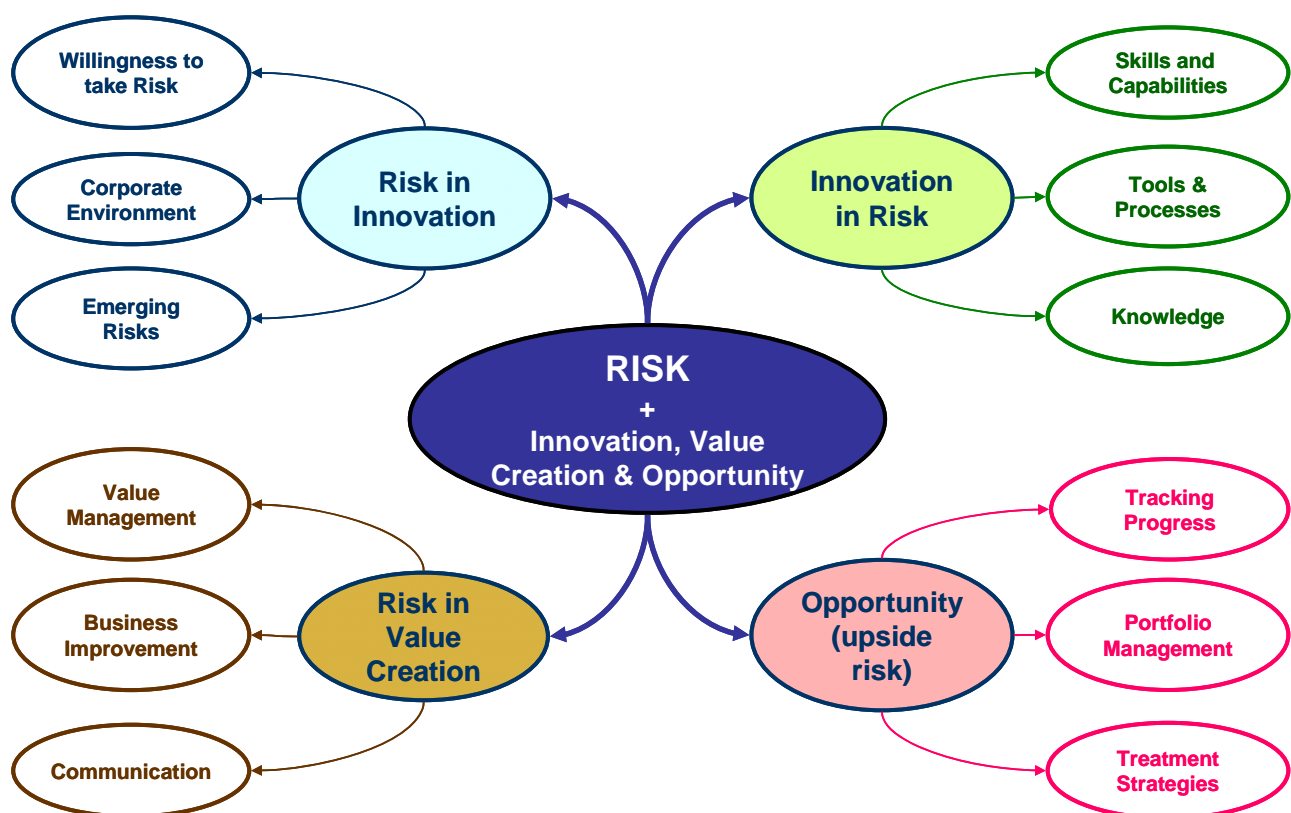 Willingness to
take Risk
Corporate
Environment
Emerging
Risks
Risk in
Innovation
Innovation
in Risk
Skills and
Capabilities
Tools &
Processes
Knowledge
RISK
+
Innovation, Value
Creation & Opportunity
Value
Management
Business
Improvement
Communication
Risk in
Value
Creation
Opportunity
(upside
risk)
Tracking
Progress
Portfolio
Management
Treatment
Strategies